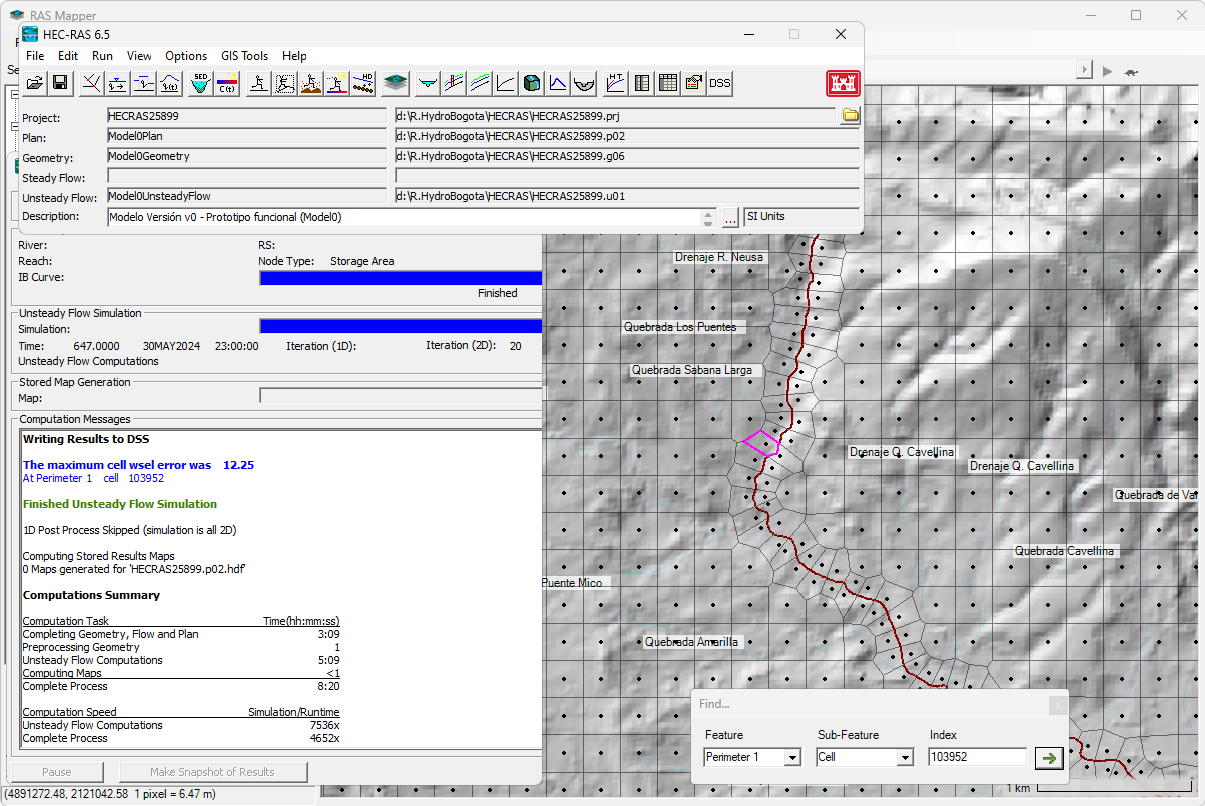 RAS Mapper
HEC-RAS 6.5
File Edit Run View Options GIS Tools Help
SED
C(t)
HD
HT
DSS
Project: HECRAS25899 d:\R.HydroBogota\HECRAS\HECRAS25899.prj
Plan: Model0Plan d:\R.HydroBogota\HECRAS\HECRAS25899.p02
Geometry: Model0Geometry d:\R.HydroBogota\HECRAS\HECRAS25899.g06
Steady Flow:
Unsteady Flow: Model0UnsteadyFlow d:\R.HydroBogota\HECRAS\HECRAS25899.u01
Description: Modelo Versión v0 - Prototipo funcional (Model0) ... SI Units
River: RS:
Reach: Node Type: Storage Area
IB Curve:
Finished
Unsteady Flow Simulation
Simulation:
Time: 647.0000 30MAY2024 23:00:00 Iteration (1D): Iteration (2D): 20
Unsteady Flow Computations
Stored Map Generation
Map:
Computation Messages
Writing Results to DSS
The maximum cell wsel error was 12.25
At Perimeter 1 cell 103952
Finished Unsteady Flow Simulation
1D Post Process Skipped (simulation is all 2D)
Computing Stored Results Maps
0 Maps generated for 'HECRAS25899.p02.hdf'
Computations Summary
Computation Task Time(hh:mm:ss)
Completing Geometry, Flow and Plan 3:09
Preprocessing Geometry 1
Unsteady Flow Computations 5:09
Computing Maps <1
Complete Process 8:20
Computation Speed Simulation/Runtime
Unsteady Flow Computations 7536x
Complete Process 4652x
Pause Make Snapshot of Results
(4891272.48, 2121042.58 1 pixel = 6.47 m)
Drenaje R. Neusa
Quebrada Los Puentes
Quebrada Sabana Larga
Drenaje Q. Cavellina
Drenaje Q. Cavellina
Quebrada de Var
Quebrada Cavellina
Puente Mico
Quebrada Amarilla
Find...
Feature Sub-Feature Index
Perimeter 1 Cell 103952
1 km